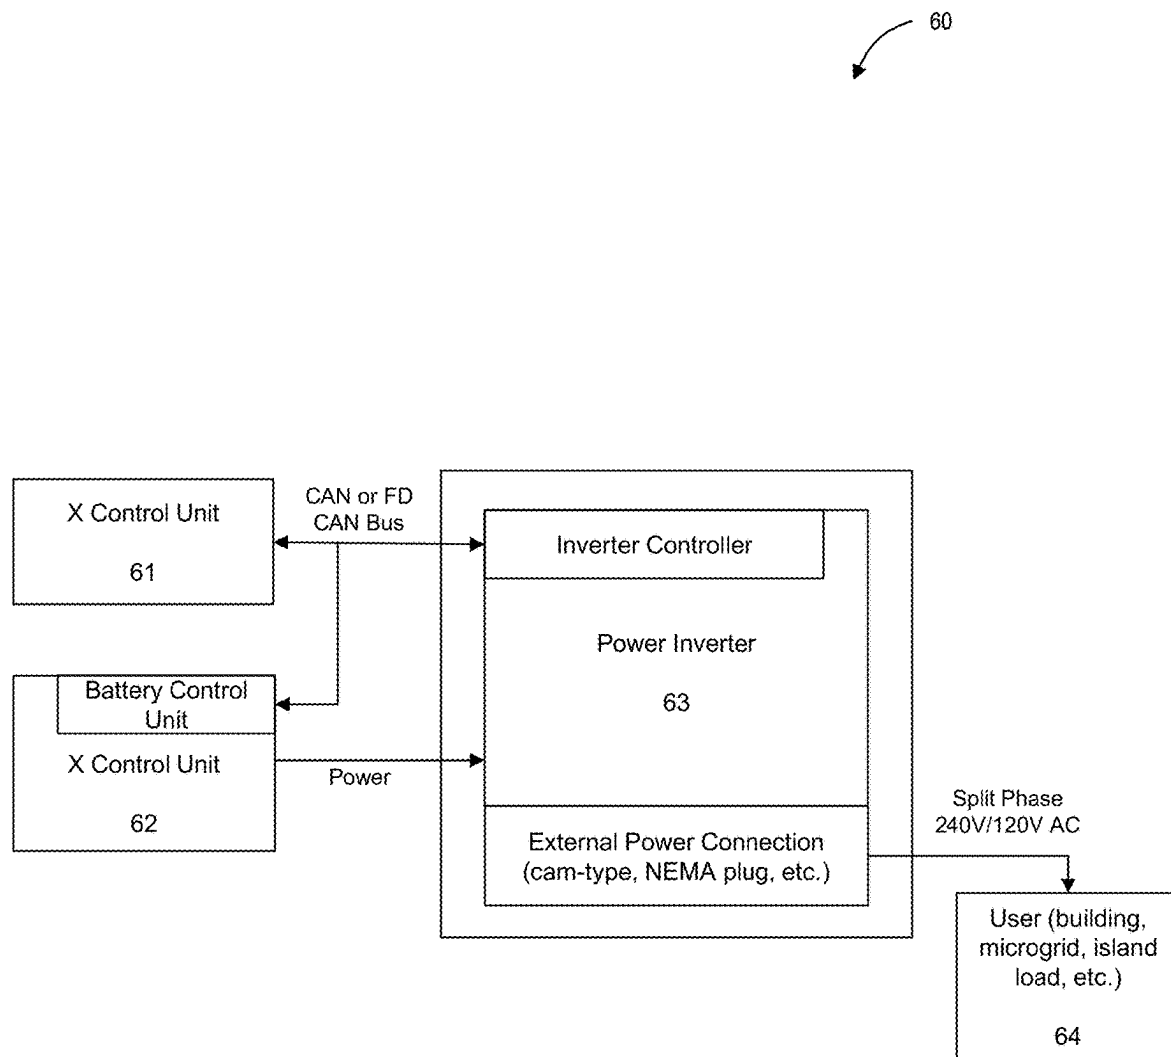 60
X Control Unit
61
CAN or FD
CAN Bus
Inverter Controller
Power Inverter
63
Battery Control
Unit
X Control Unit
62
Power
External Power Connection
(cam-type, NEMA plug, etc.)
Split Phase
240V/120V AC
User (building,
microgrid, island
load, etc.)
64